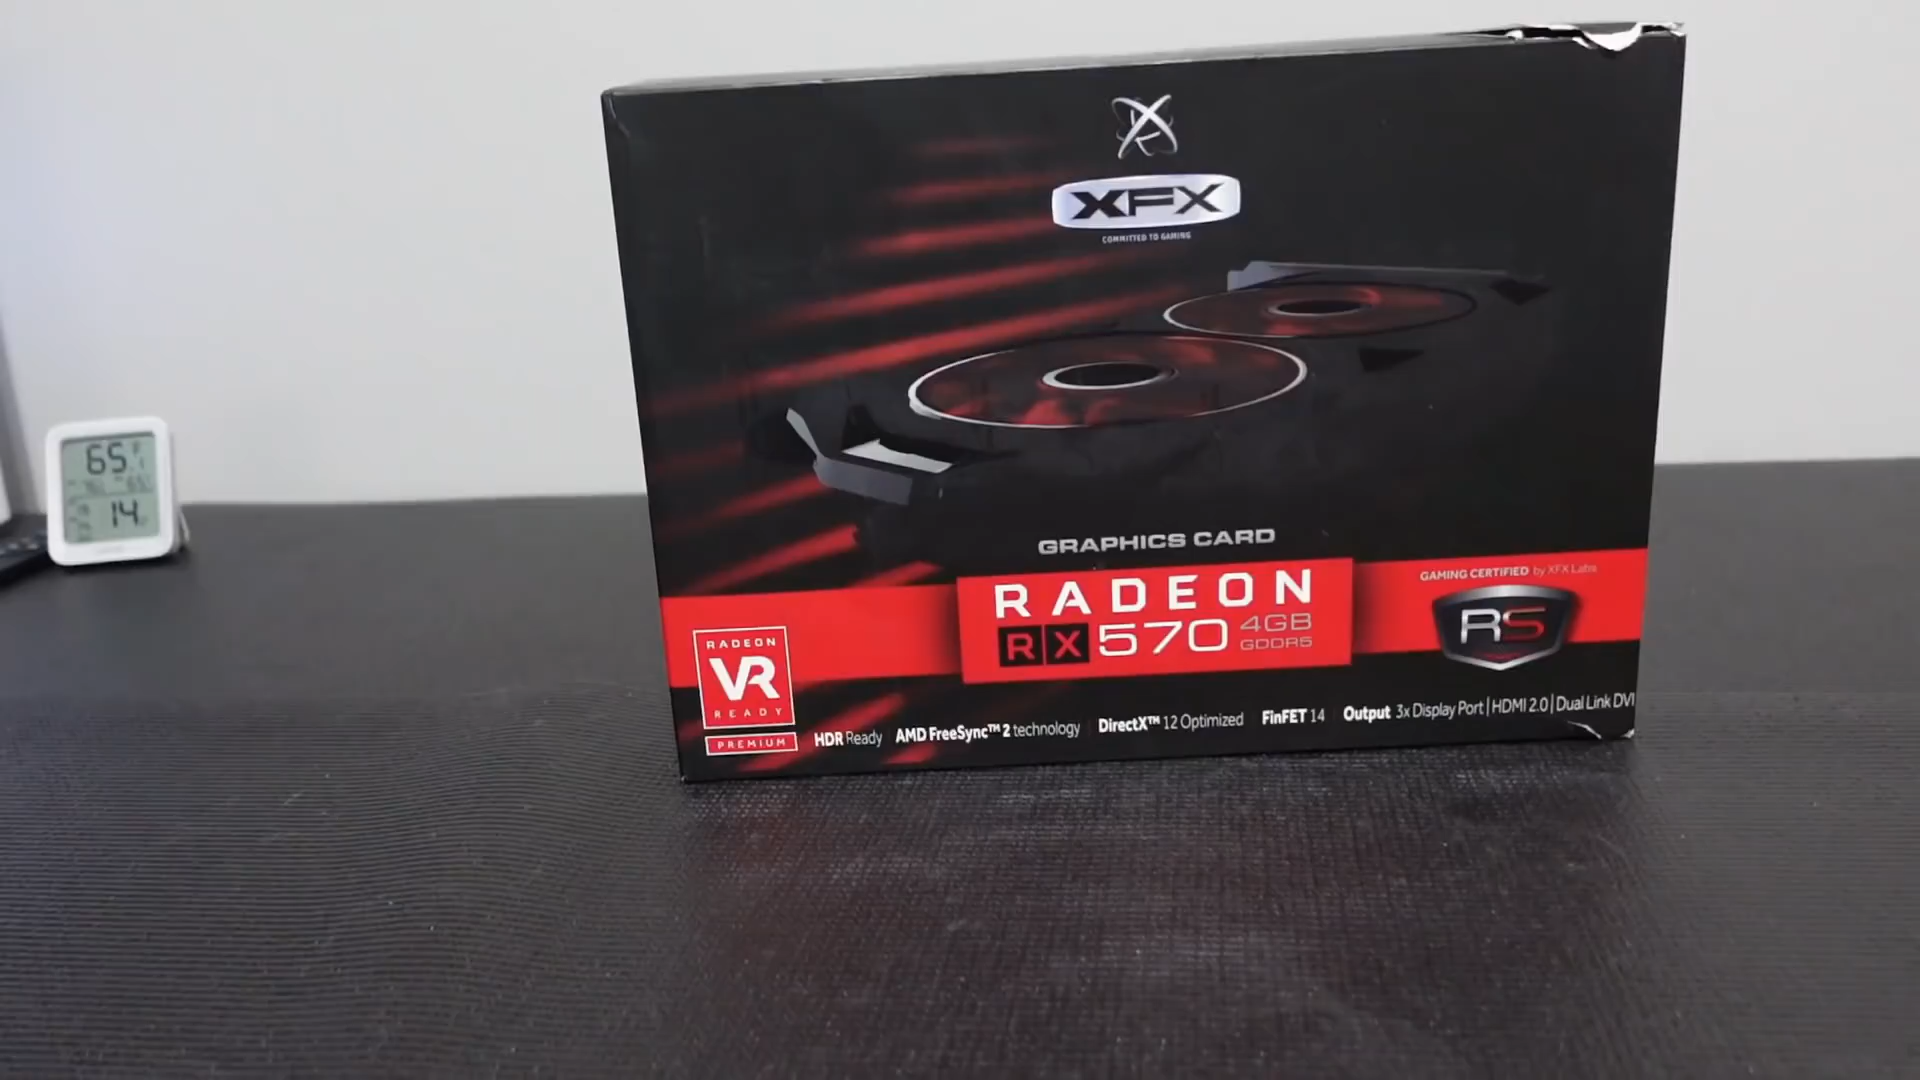 XFX
COMMITTED TO GAMING
GRAPHICS CARD
RADEON
RX 570 4GB
GDDR5
GAMING CERTIFIED by XFX Labs
RS
RADEON
VR
READY
PREMIUM
HDR Ready AMD FreeSync™ 2 technology DirectX™ 12 Optimized FinFET 14 Output 3x Display Port | HDMI 2.0 | Dual Link DVI
65
14